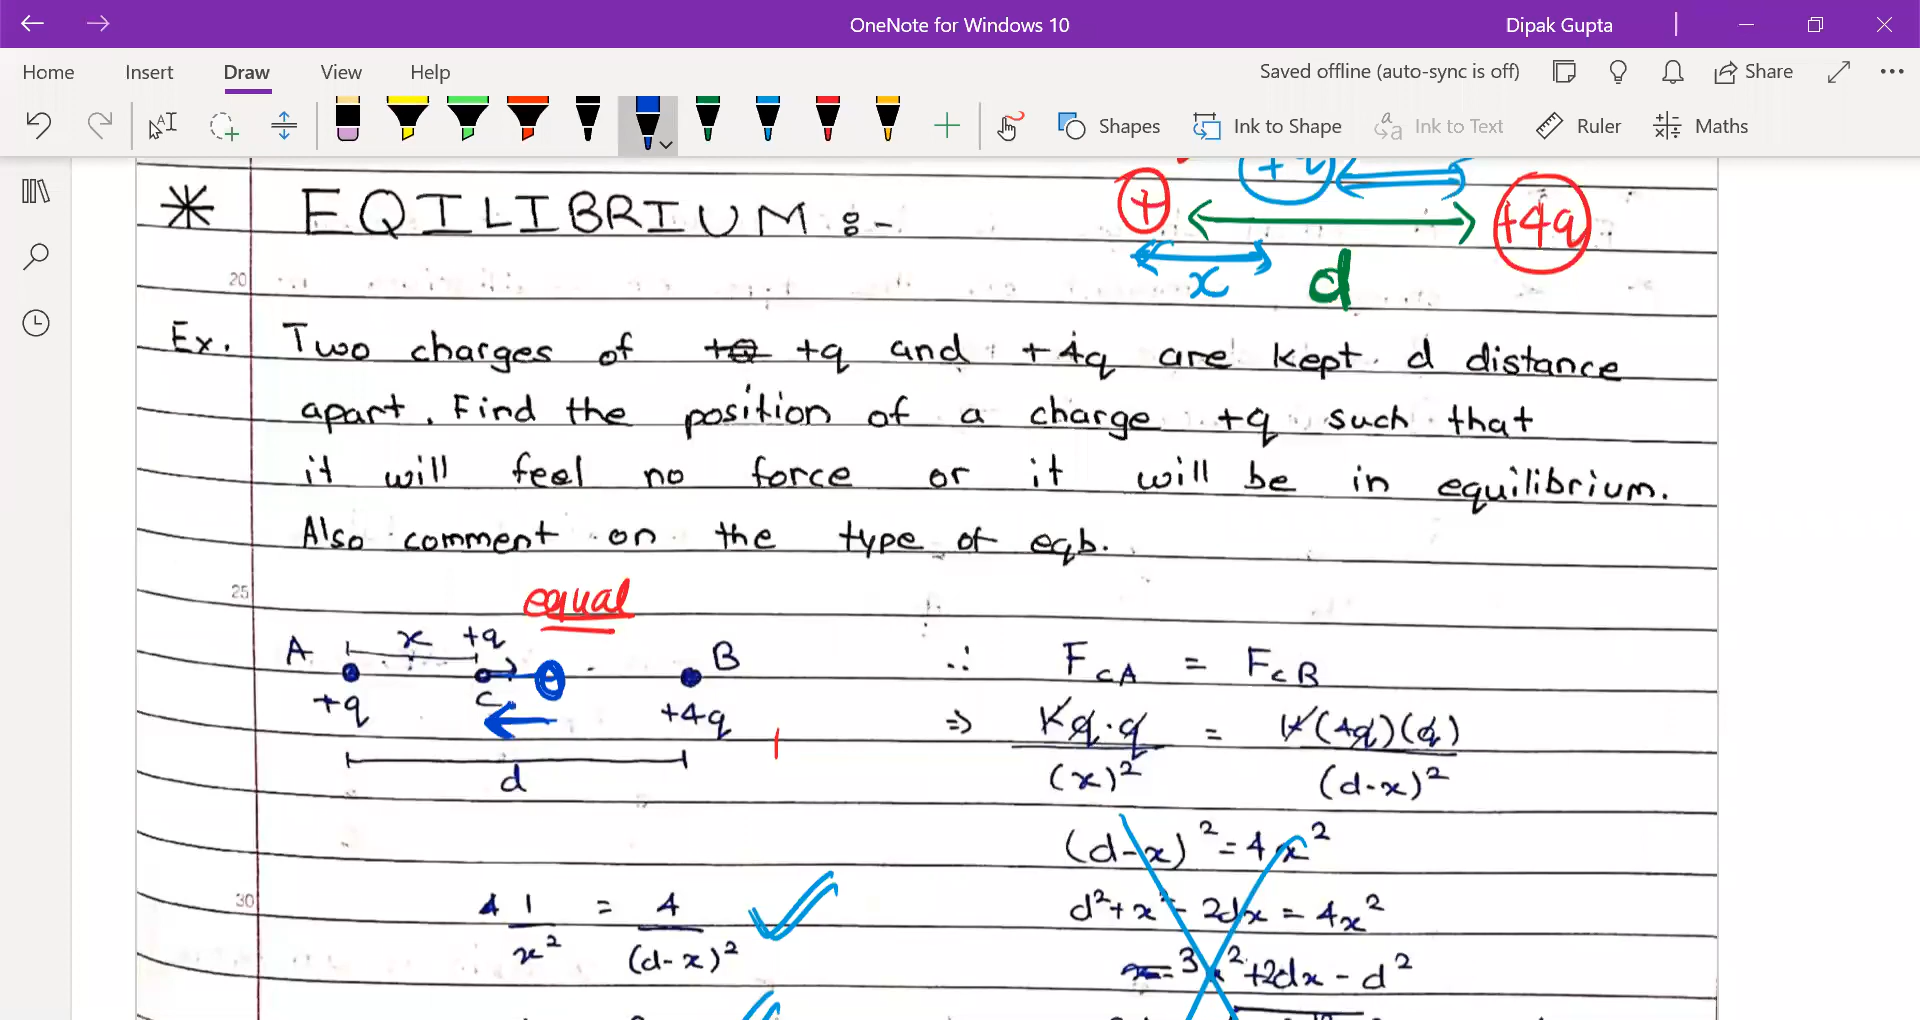 OneNote for Windows 10
Dipak Gupta
Home Insert Draw View Help
Saved offline (auto-sync is off)
Share
Shapes
Ink to Shape
Ink to Text
Ruler
Maths
* EQILIBRIUM :-
+ +4q
x d
20
Ex. Two charges of +q and +4q are kept d distance
apart. Find the position of a charge +q such that
it will feel no force or it will be in equilibrium.
Also comment on the type of eqb.
25
equal
A x +q B
+q C +4q
d
∴ FCA = FCB
⇒ Kq.q / (x)² = K(4q)(q) / (d-x)²
(d-x)² = 4x²
30
1/x² = 4/(d-x)²
d²+x²-2dx = 4x²
3x²+2dx-d²